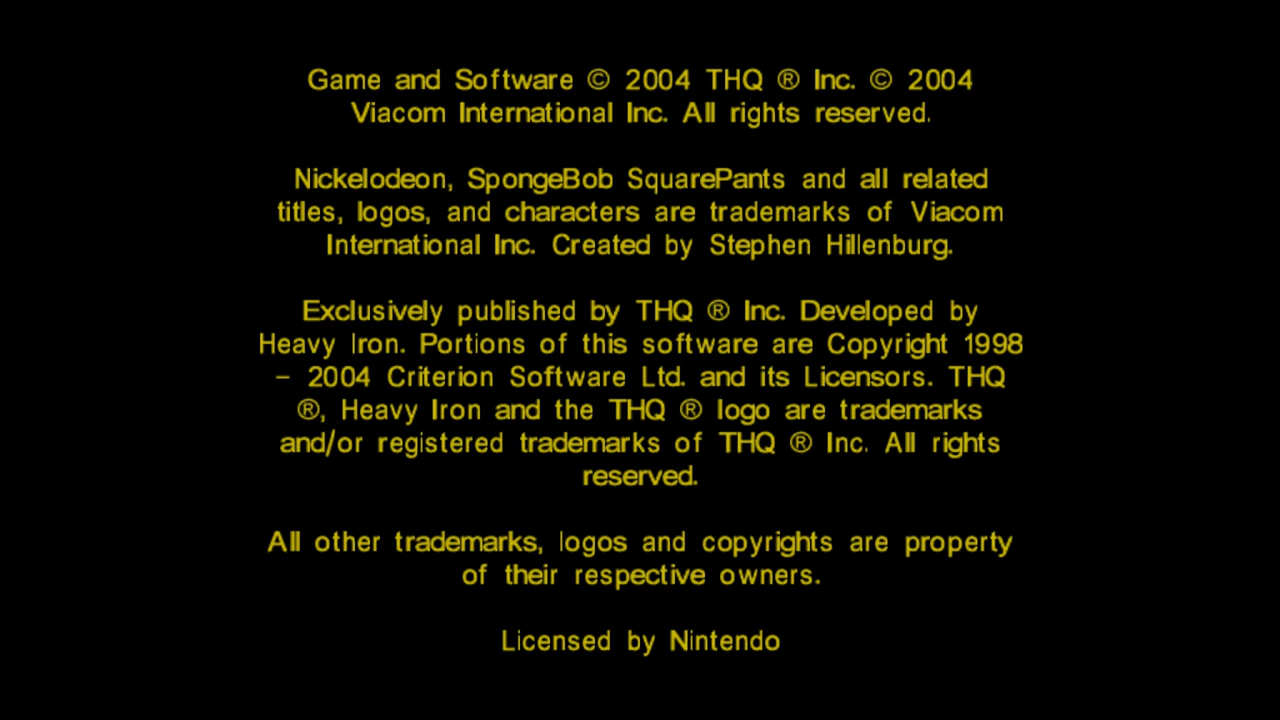 Game and Software © 2004 THQ ® Inc. © 2004
Viacom International Inc. All rights reserved.
Nickelodeon, SpongeBob SquarePants and all related
titles, logos, and characters are trademarks of Viacom
International Inc. Created by Stephen Hillenburg.
Exclusively published by THQ ® Inc. Developed by
Heavy Iron. Portions of this software are Copyright 1998
– 2004 Criterion Software Ltd. and its Licensors. THQ
®, Heavy Iron and the THQ ® logo are trademarks
and/or registered trademarks of THQ ® Inc. All rights
reserved.
All other trademarks, logos and copyrights are property
of their respective owners.
Licensed by Nintendo